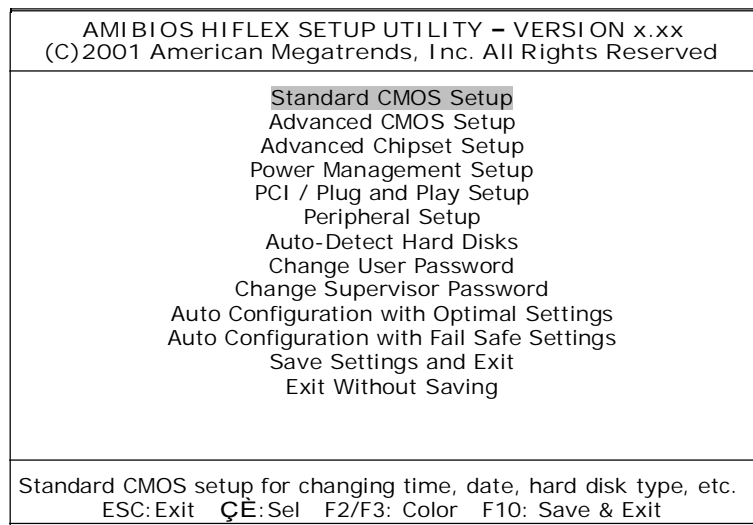 AMIBIOS HIFLEX SETUP UTILITY – VERSION x.xx
(C)2001 American Megatrends, Inc. All Rights Reserved
Standard CMOS Setup
Advanced CMOS Setup
Advanced Chipset Setup
Power Management Setup
PCI / Plug and Play Setup
Peripheral Setup
Auto-Detect Hard Disks
Change User Password
Change Supervisor Password
Auto Configuration with Optimal Settings
Auto Configuration with Fail Safe Settings
Save Settings and Exit
Exit Without Saving
Standard CMOS setup for changing time, date, hard disk type, etc.
ESC:Exit ÇÈ:Sel F2/F3: Color F10: Save & Exit